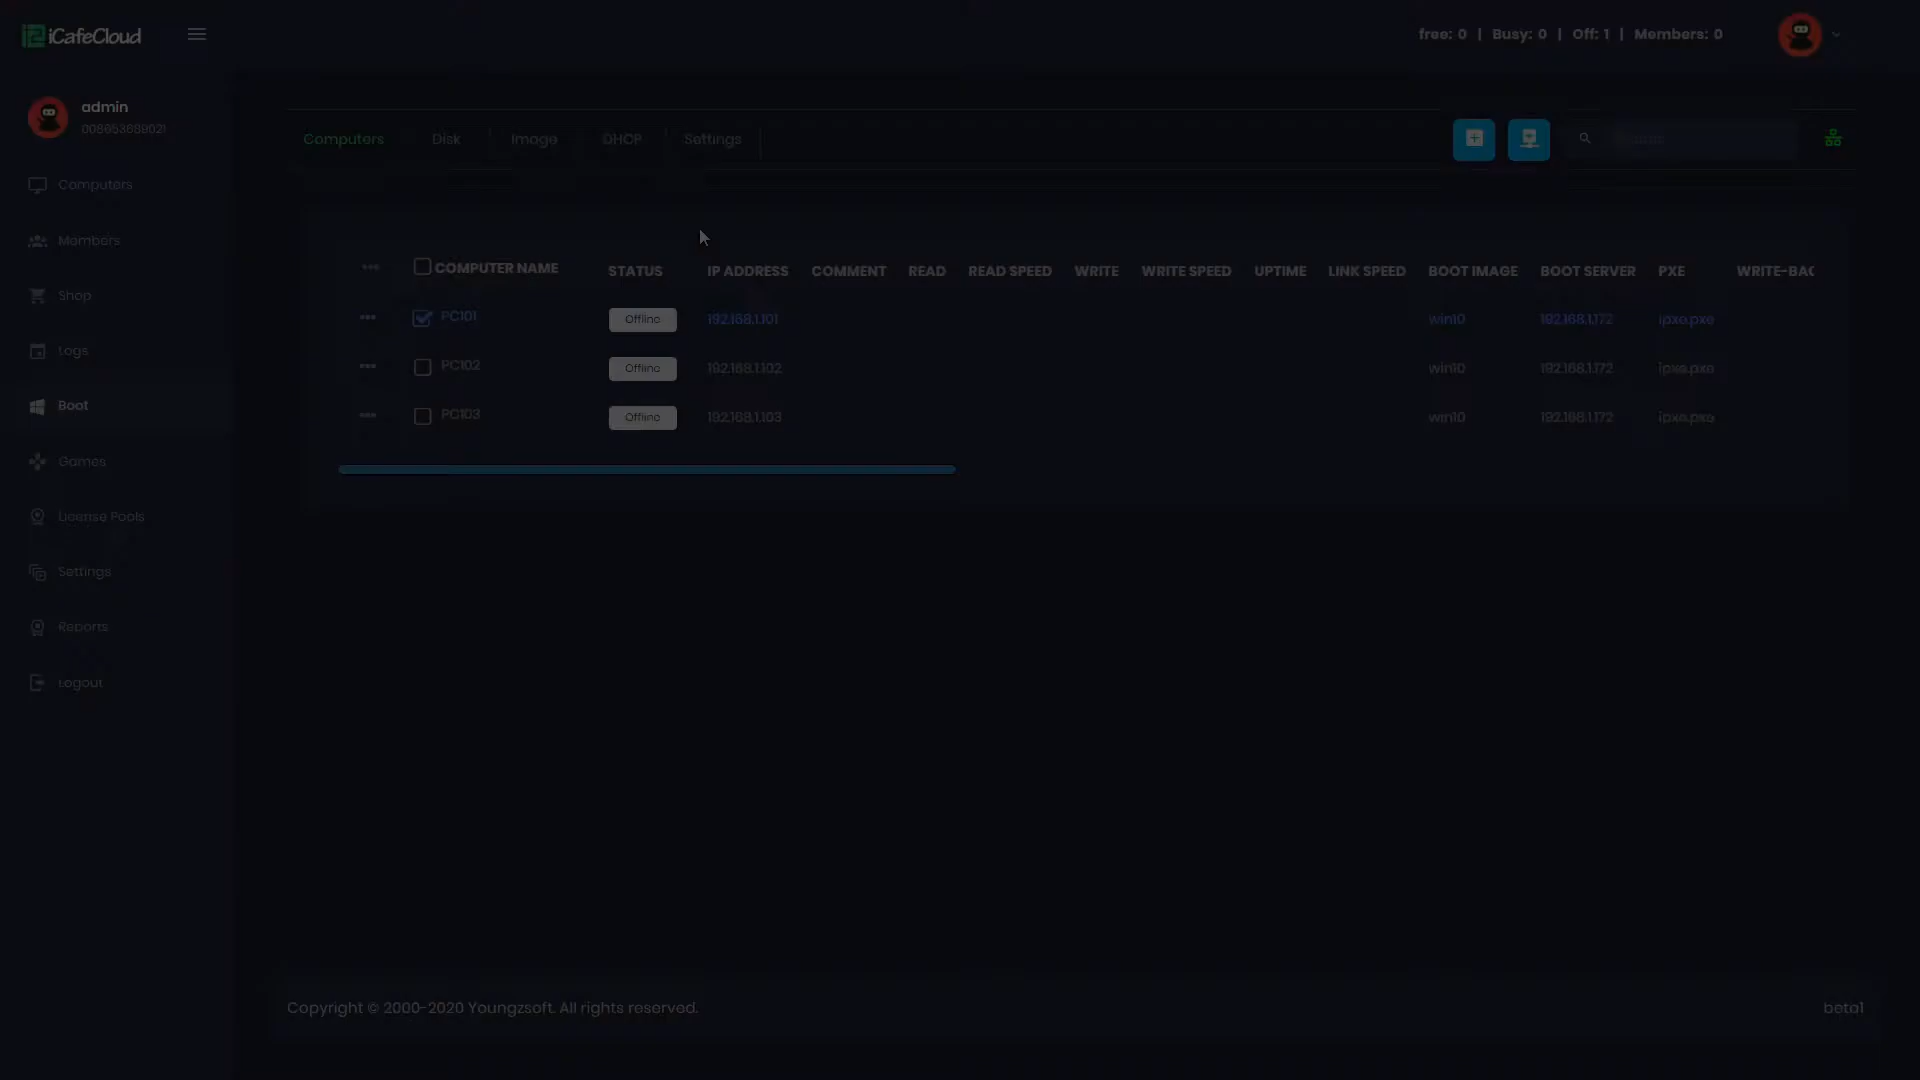 iCafeCloud
free: 0 | Busy: 0 | Off: 1 | Members: 0
admin
Computers Disk Image DHCP Settings
Computers
Members
Shop
Logs
Boot
Games
License Pools
Settings
Reports
Logout
COMPUTER NAME STATUS IP ADDRESS COMMENT READ READ SPEED WRITE WRITE SPEED UPTIME LINK SPEED BOOT IMAGE BOOT SERVER PXE WRITE-BAC
PC101 Offline 192.168.1.101 win10 192.168.1.172 ipxe.pxe
PC102 Offline 192.168.1.102 win10 192.168.1.172 ipxe.pxe
PC103 Offline 192.168.1.103 win10 192.168.1.172 ipxe.pxe
Copyright © 2000-2020 Youngzsoft. All rights reserved.
beta1